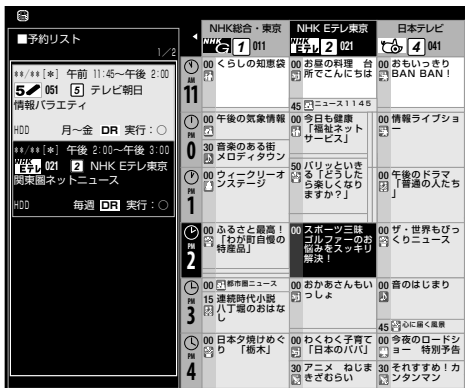 ■予約リスト
1/2
**/**[*] 午前 11:45～午後 2:00
5 051 5 テレビ朝日
情報バラエティ
HDD 月～金 DR 実行：○
**/**[*] 午後 2:00～午後 3:00
NHK Eテレ 021 2 NHK Eテレ東京
関東圏ネットニュース
HDD 毎週 DR 実行：○
NHK総合・東京
NHK G 1 011
NHK Eテレ東京
NHK Eテレ 2 021
日本テレビ
4 041
AM 11
00 くらしの知恵袋
00 お昼の料理 台
所でこんにちは
45 ニュース1145
00 おもいっきり
BAN BAN！
PM 0
00 午後の気象情報
30 音楽のある街
メロディタウン
00 今日も健康
「福祉ネット
サービス」
50 バリッといき
る「どうした
ら楽しくなり
ますか？」
00 情報ライブショ
ー
PM 1
00 ウィークリーオ
ンステージ
00 午後のドラマ
「普通の人たち
」
PM 2
00 ふるさと最高！
「わが町自慢の
特産品」
00 スポーツ三昧
ゴルファーのお
悩みをスッキリ
解決！
00 ザ・世界もびっ
くりニュース
PM 3
00 都市圏ニュース
15 連続時代小説
八丁堀のおはな
し
00 おかあさんもい
っしょ
00 音のはじまり
45 心に届く風景
PM 4
00 日本夕焼けめぐ
り 「栃木」
00 わくわく子育て
「日本のパパ」
30 アニメ ねじま
きざむらい
00 今夜のロードシ
ョー 特別予告
30 それすすめ！カ
ンタンマン